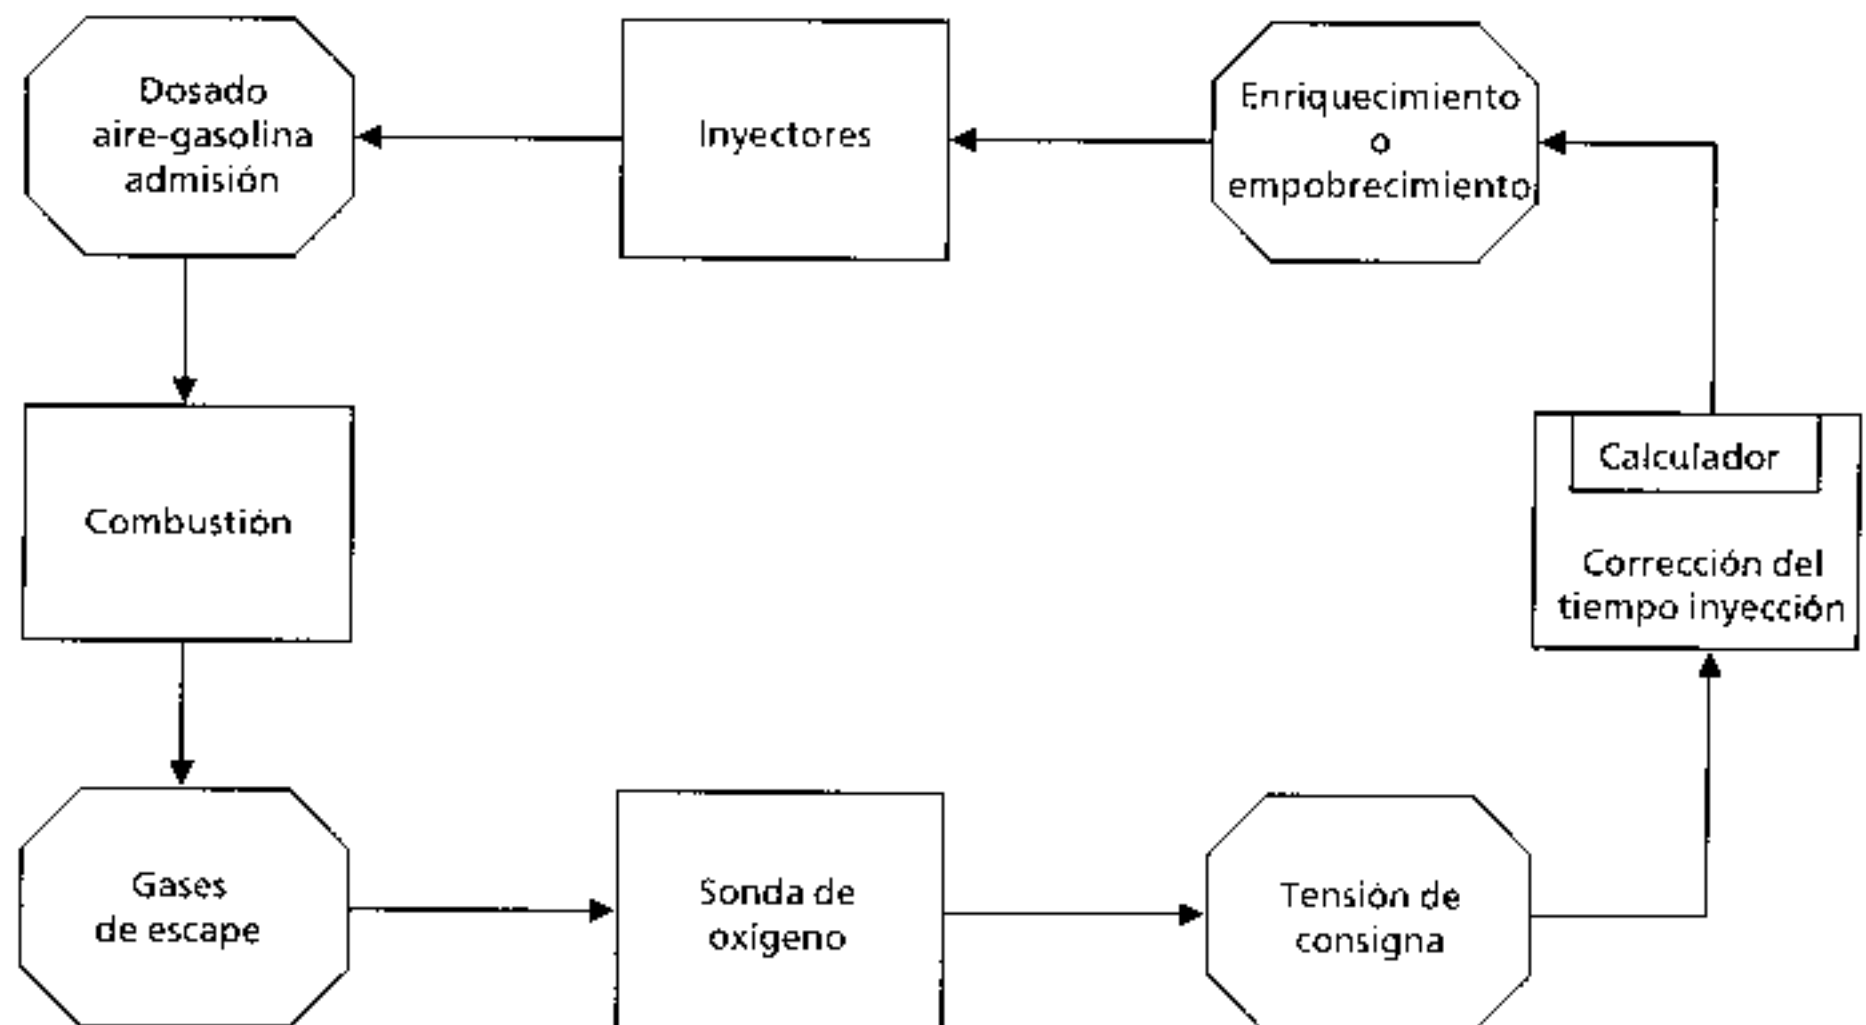 Dosado
aire-gasolina
admisión
Inyectores
Enriquecimiento
o
empobrecimiento
Combustión
Calculador
Corrección del
tiempo inyección
Gases
de escape
Sonda de
oxígeno
Tensión de
consigna